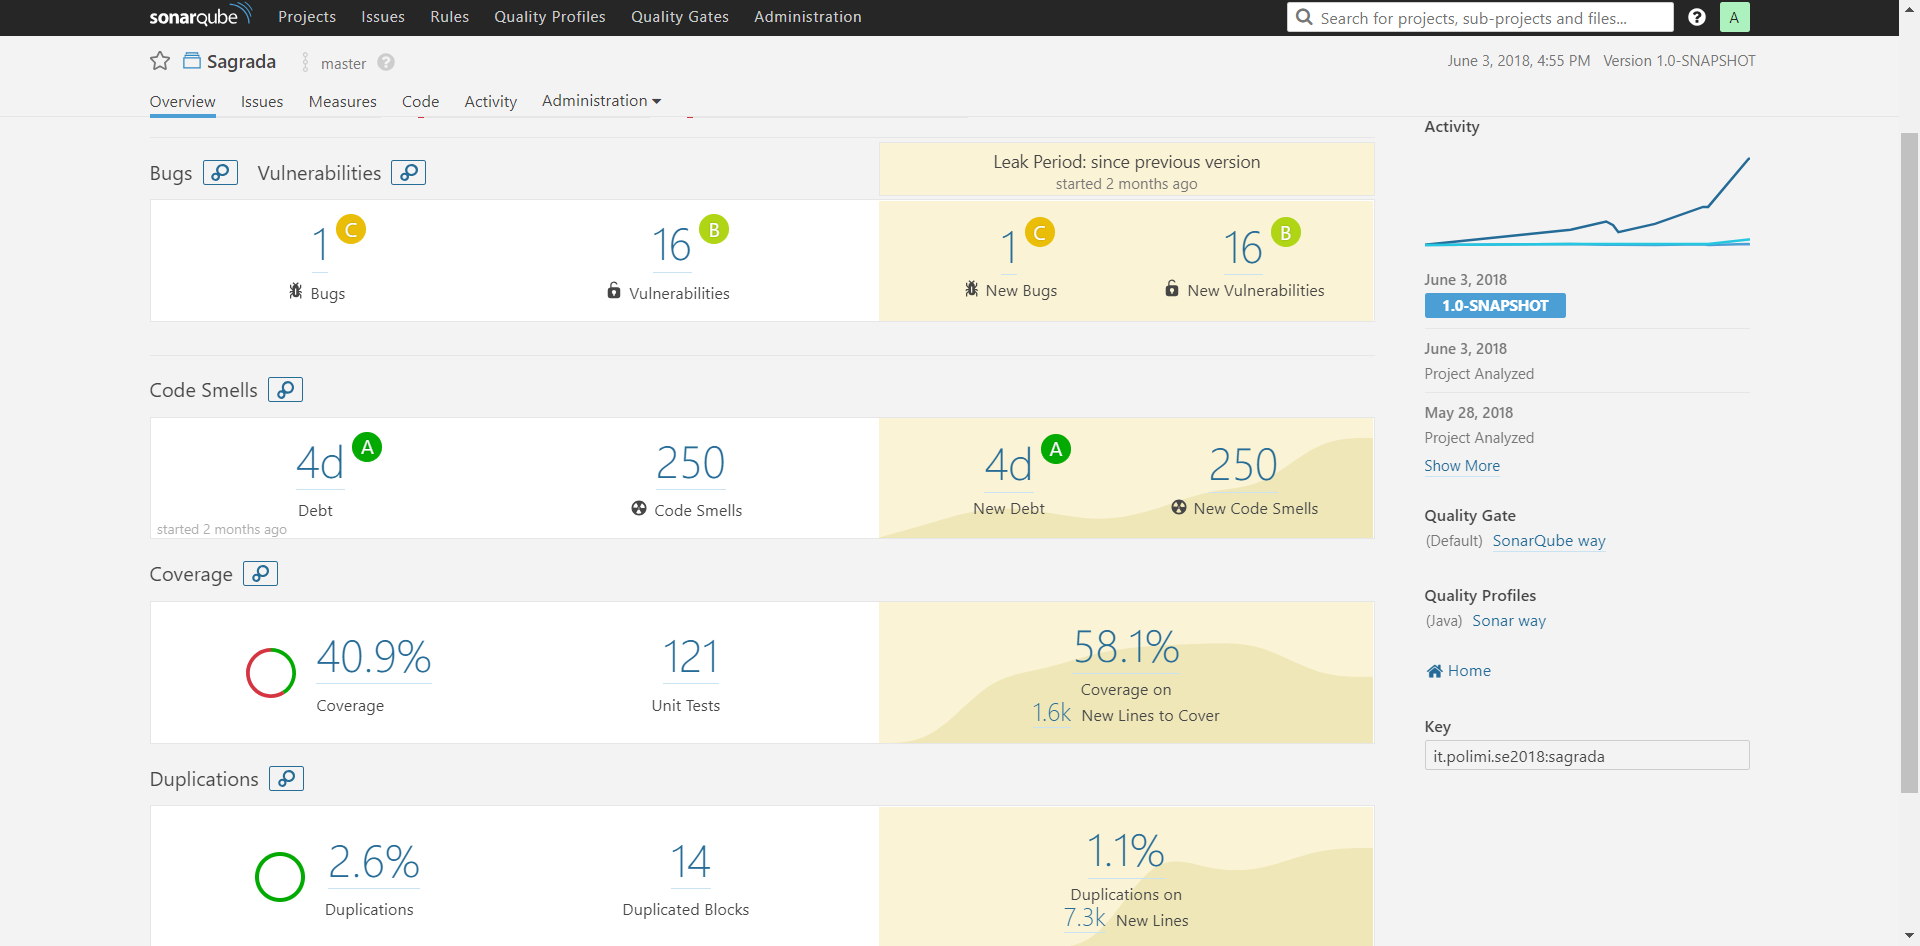 sonarqube Projects Issues Rules Quality Profiles Quality Gates Administration Search for projects, sub-projects and files... ? A
Sagrada master ? June 3, 2018, 4:55 PM Version 1.0-SNAPSHOT
Overview Issues Measures Code Activity Administration
Bugs Vulnerabilities
Leak Period: since previous version
started 2 months ago
1 C 16 B 1 C 16 B
Bugs Vulnerabilities New Bugs New Vulnerabilities
Code Smells
4d A 250 4d A 250
Debt Code Smells New Debt New Code Smells
started 2 months ago
Coverage
40.9% 121 58.1%
Coverage Unit Tests Coverage on
1.6k New Lines to Cover
Duplications
2.6% 14 1.1%
Duplications Duplicated Blocks Duplications on
7.3k New Lines
Activity
June 3, 2018
1.0-SNAPSHOT
June 3, 2018
Project Analyzed
May 28, 2018
Project Analyzed
Show More
Quality Gate
(Default) SonarQube way
Quality Profiles
(Java) Sonar way
Home
Key
it.polimi.se2018:sagrada